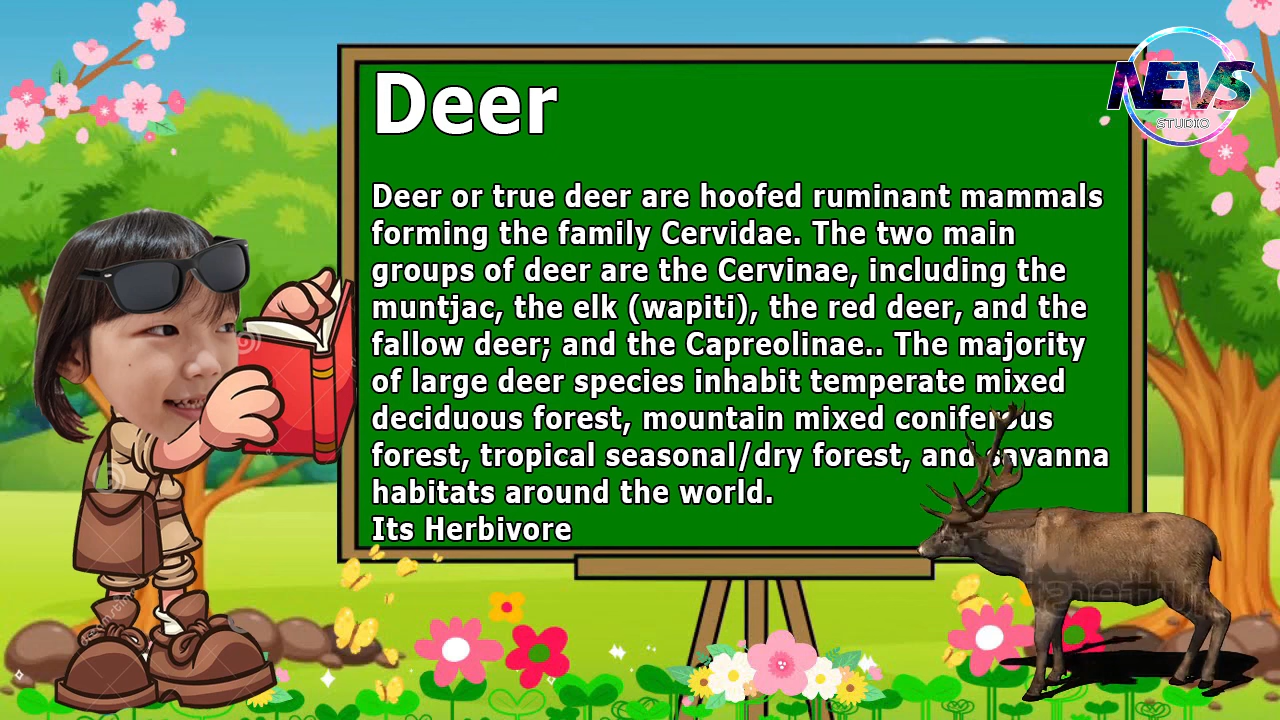 Deer
NEVS
STUDIO
Deer or true deer are hoofed ruminant mammals
forming the family Cervidae. The two main
groups of deer are the Cervinae, including the
muntjac, the elk (wapiti), the red deer, and the
fallow deer; and the Capreolinae.. The majority
of large deer species inhabit temperate mixed
deciduous forest, mountain mixed coniferous
forest, tropical seasonal/dry forest, and savanna
habitats around the world.
Its Herbivore